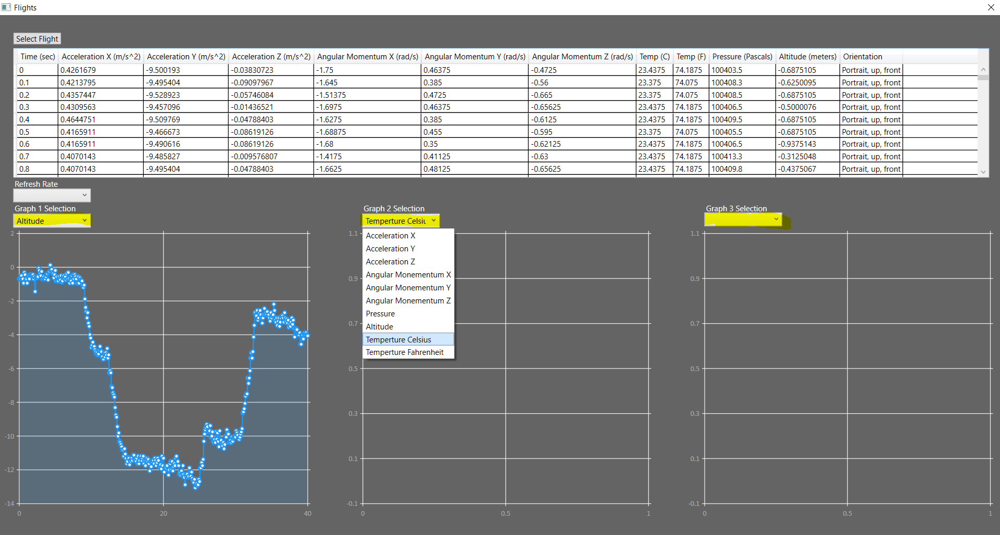 Flights
Select Flight
Time (sec) Acceleration X (m/s^2) Acceleration Y (m/s^2) Acceleration Z (m/s^2) Angular Momentum X (rad/s) Angular Momentum Y (rad/s) Angular Momentum Z (rad/s) Temp (C) Temp (F) Pressure (Pascals) Altitude (meters) Orientation
0 0.4261679 -9.500193 -0.03830723 -1.75 0.46375 -0.4725 23.4375 74.1875 100403.5 -0.6875105 Portrait, up, front
0.1 0.4213795 -9.495404 -0.09097967 -1.645 0.385 -0.56 23.375 74.075 100408.3 -0.6250095 Portrait, up, front
0.2 0.4357447 -9.528923 -0.05746084 -1.51375 0.4725 -0.665 23.375 74.075 100408.5 -0.6875105 Portrait, up, front
0.3 0.4309563 -9.457096 -0.01436521 -1.6975 0.46375 -0.65625 23.4375 74.1875 100406.5 -0.5000076 Portrait, up, front
0.4 0.4644751 -9.509769 -0.04788403 -1.6275 0.385 -0.6125 23.4375 74.1875 100409.5 -0.6875105 Portrait, up, front
0.5 0.4165911 -9.466673 -0.08619126 -1.68875 0.455 -0.595 23.375 74.075 100405.5 -0.6875105 Portrait, up, front
0.6 0.4165911 -9.490616 -0.08619126 -1.68 0.35 -0.62125 23.4375 74.1875 100406.5 -0.9375143 Portrait, up, front
0.7 0.4070143 -9.485827 -0.009576807 -1.4175 0.41125 -0.63 23.4375 74.1875 100413.3 -0.3125048 Portrait, up, front
0.8 0.4070143 -9.495404 -0.04788403 -1.6625 0.48125 -0.65625 23.4375 74.1875 100409.8 -0.4375067 Portrait, up, front
Refresh Rate
Graph 1 Selection
Altitude
2
0
-2
-4
-6
-8
-10
-12
-14
0 20 40
Graph 2 Selection
Temperture Celsiu
Acceleration X
Acceleration Y
Acceleration Z
Angular Monementum X
Angular Monementum Y
Angular Monementum Z
Pressure
Altitude
Temperture Celsius
Temperture Fahrenheit
1.1
0.9
0.7
0.5
0.3
0.1
-0.1
0 0.5 1
Graph 3 Selection
1.1
0.9
0.7
0.5
0.3
0.1
-0.1
0 0.5 1